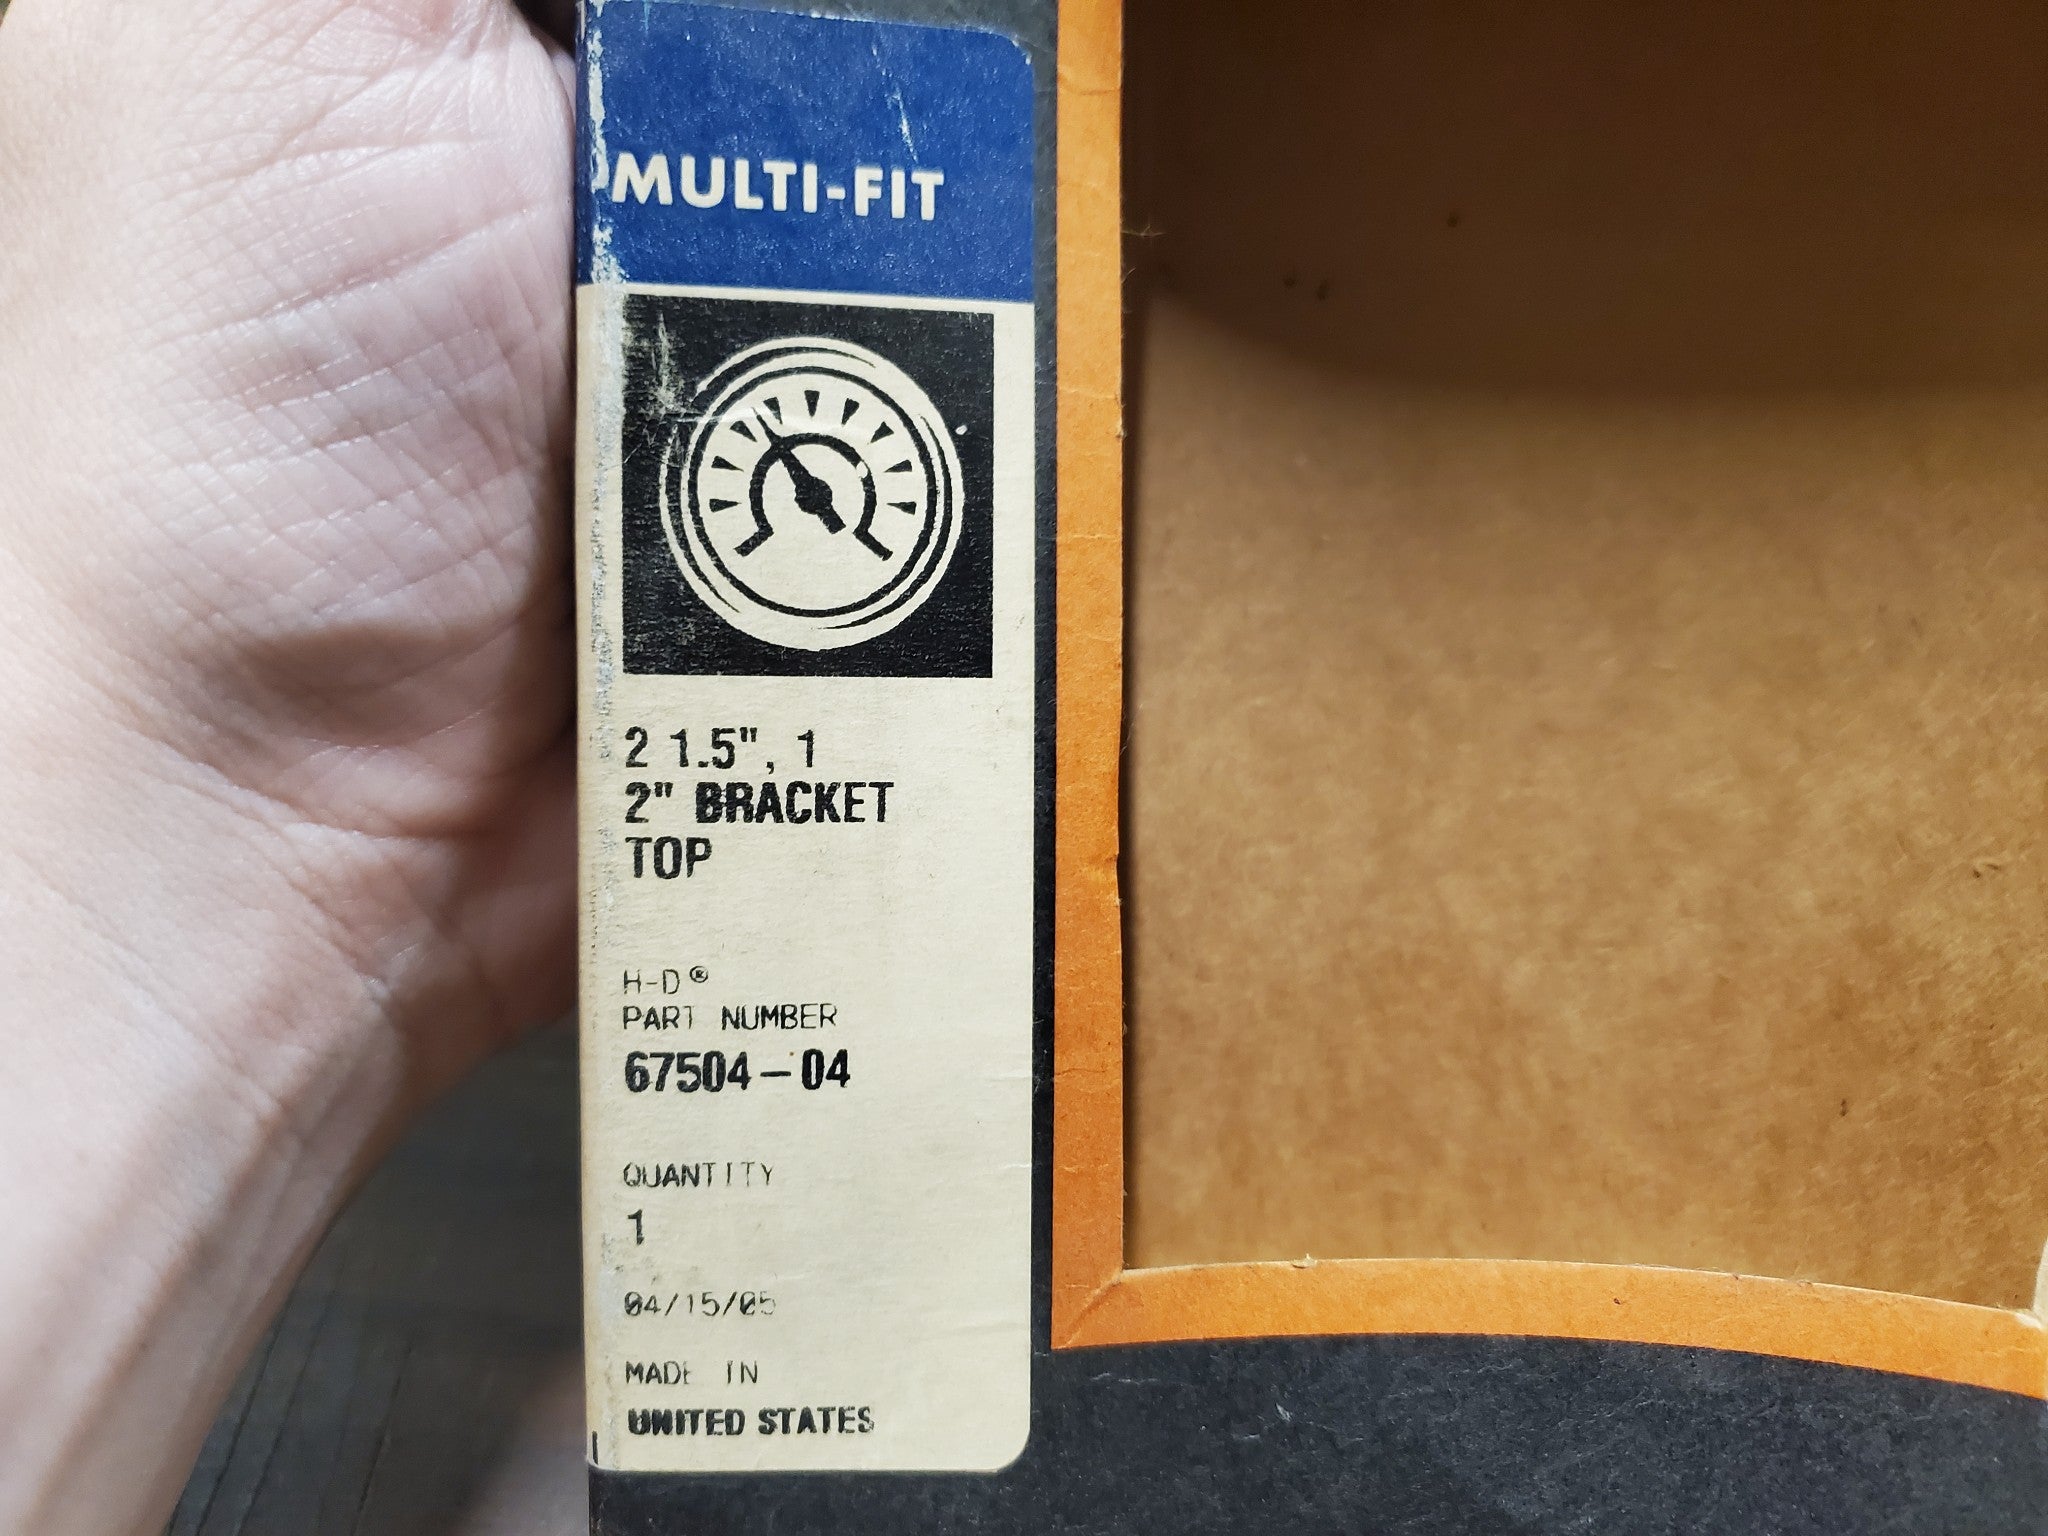 MULTI-FIT
2 1.5", 1
2" BRACKET
TOP
H-D®
PART NUMBER
67504-04
QUANTITY
1
04/15/05
MADE IN
UNITED STATES